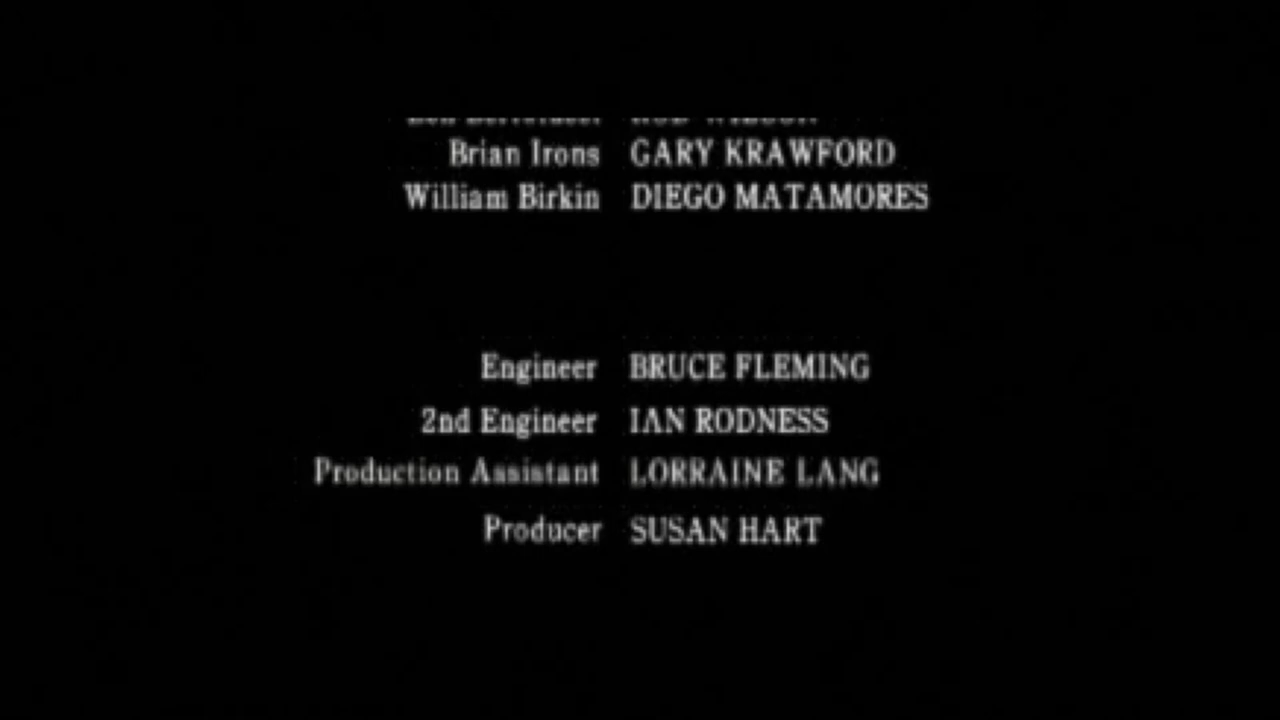 Brian Irons GARY KRAWFORD
William Birkin DIEGO MATAMORES
Engineer BRUCE FLEMING
2nd Engineer IAN RODNESS
Production Assistant LORRAINE LANG
Producer SUSAN HART